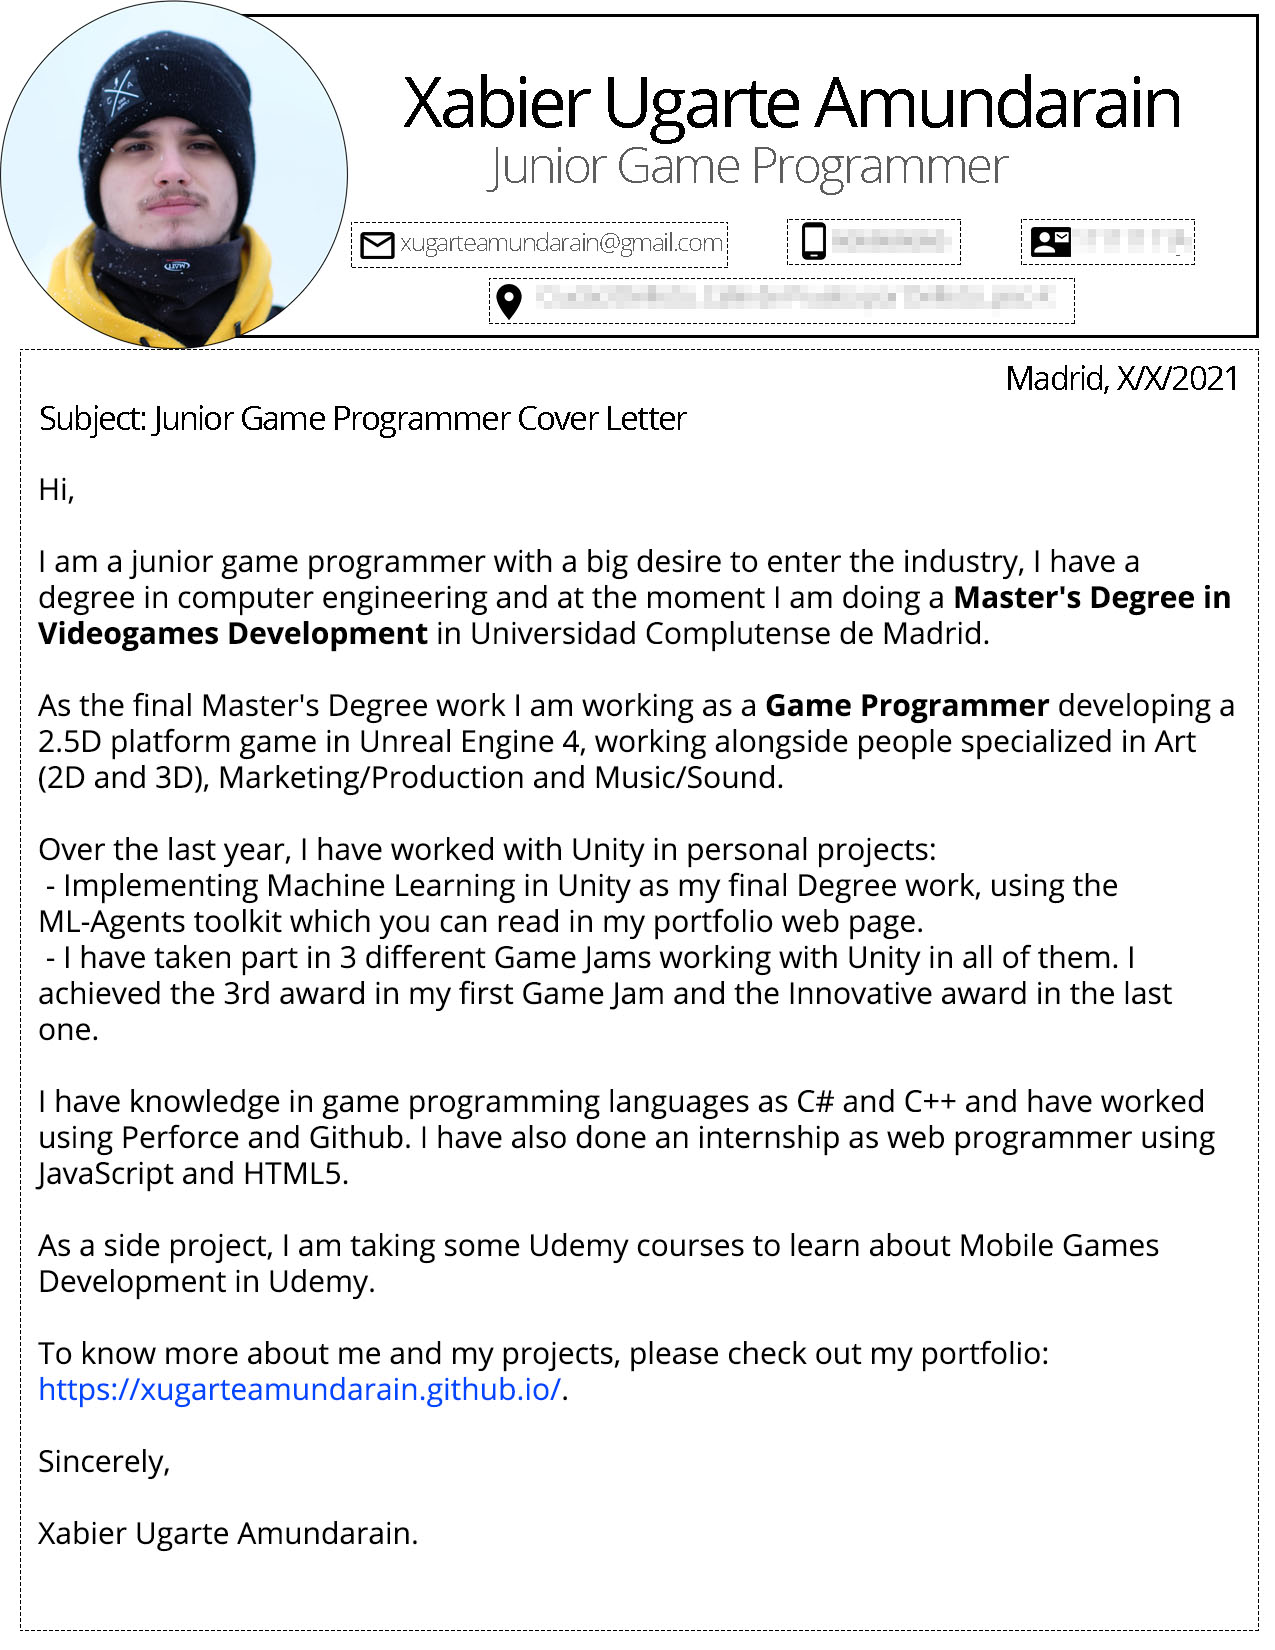 Xabier Ugarte Amundarain
Junior Game Programmer
xugarteamundarain@gmail.com
Madrid, X/X/2021
Subject: Junior Game Programmer Cover Letter
Hi,
I am a junior game programmer with a big desire to enter the industry, I have a
degree in computer engineering and at the moment I am doing a Master's Degree in
Videogames Development in Universidad Complutense de Madrid.
As the final Master's Degree work I am working as a Game Programmer developing a
2.5D platform game in Unreal Engine 4, working alongside people specialized in Art
(2D and 3D), Marketing/Production and Music/Sound.
Over the last year, I have worked with Unity in personal projects:
- Implementing Machine Learning in Unity as my final Degree work, using the
ML-Agents toolkit which you can read in my portfolio web page.
- I have taken part in 3 different Game Jams working with Unity in all of them. I
achieved the 3rd award in my first Game Jam and the Innovative award in the last
one.
I have knowledge in game programming languages as C# and C++ and have worked
using Perforce and Github. I have also done an internship as web programmer using
JavaScript and HTML5.
As a side project, I am taking some Udemy courses to learn about Mobile Games
Development in Udemy.
To know more about me and my projects, please check out my portfolio:
https://xugarteamundarain.github.io/.
Sincerely,
Xabier Ugarte Amundarain.